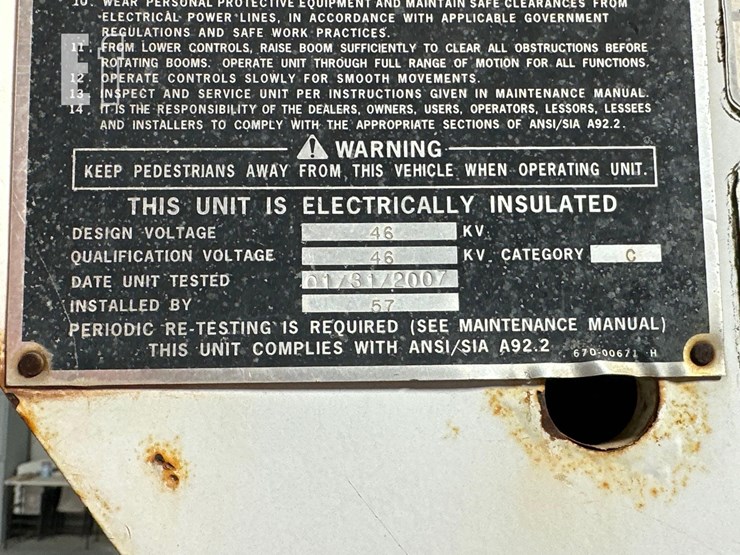 10. WEAR PERSONAL PROTECTIVE EQUIPMENT AND MAINTAIN SAFE CLEARANCES FROM
ELECTRICAL POWER LINES, IN ACCORDANCE WITH APPLICABLE GOVERNMENT
REGULATIONS AND SAFE WORK PRACTICES.
11. FROM LOWER CONTROLS, RAISE BOOM SUFFICIENTLY TO CLEAR ALL OBSTRUCTIONS BEFORE
ROTATING BOOMS. OPERATE UNIT THROUGH FULL RANGE OF MOTION FOR ALL FUNCTIONS.
12. OPERATE CONTROLS SLOWLY FOR SMOOTH MOVEMENTS.
13. INSPECT AND SERVICE UNIT PER INSTRUCTIONS GIVEN IN MAINTENANCE MANUAL.
14. IT IS THE RESPONSIBILITY OF THE DEALERS, OWNERS, USERS, OPERATORS, LESSORS, LESSEES
AND INSTALLERS TO COMPLY WITH THE APPROPRIATE SECTIONS OF ANSI/SIA A92.2.
WARNING
KEEP PEDESTRIANS AWAY FROM THIS VEHICLE WHEN OPERATING UNIT.
THIS UNIT IS ELECTRICALLY INSULATED
DESIGN VOLTAGE 46 KV
QUALIFICATION VOLTAGE 46 KV CATEGORY C
DATE UNIT TESTED 01/31/2007
INSTALLED BY 57
PERIODIC RE-TESTING IS REQUIRED (SEE MAINTENANCE MANUAL)
THIS UNIT COMPLIES WITH ANSI/SIA A92.2 670-00671 H